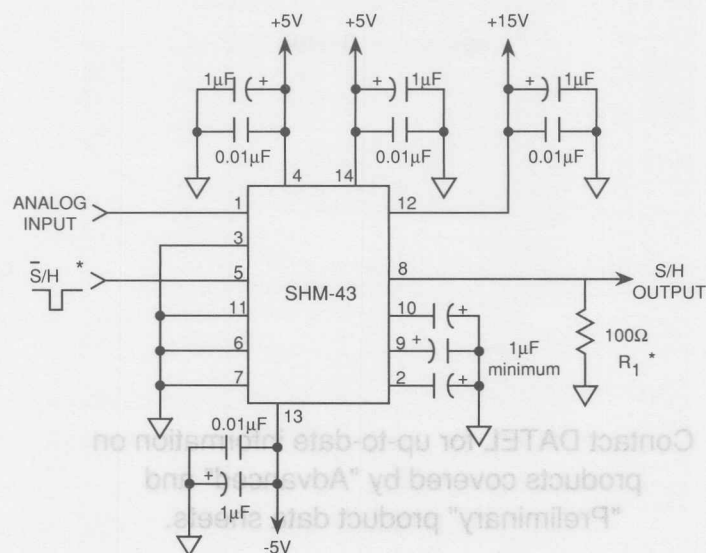 +5V
+5V
+15V
1µF
+
+
1µF
+
1µF
0.01µF
0.01µF
0.01µF
4
14
ANALOG
INPUT
1
12
3
S̄/H *
5
8
S/H
OUTPUT
SHM-43
11
10
+
100Ω
R1 *
6
9
+
1µF
minimum
7
2
+
0.01µF
13
+
1µF
-5V
Contact DATEL for up-to-date information on
products covered by "Advanced" and
"Preliminary" product data sheets.